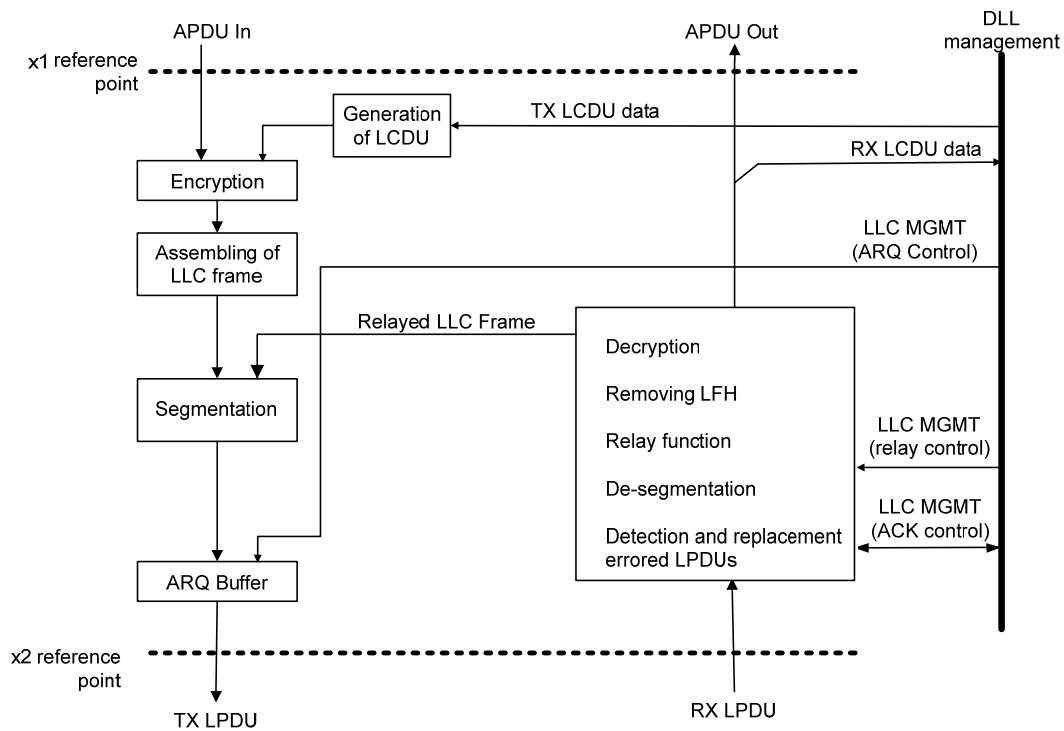 APDU In
APDU Out
DLL
management
x1 reference
point
Generation
of LCDU
TX LCDU data
RX LCDU data
Encryption
LLC MGMT
(ARQ Control)
Assembling of
LLC frame
Relayed LLC Frame
Decryption
Removing LFH
Relay function
De-segmentation
Detection and replacement
errored LPDUs
Segmentation
LLC MGMT
(relay control)
LLC MGMT
(ACK control)
ARQ Buffer
x2 reference
point
TX LPDU
RX LPDU